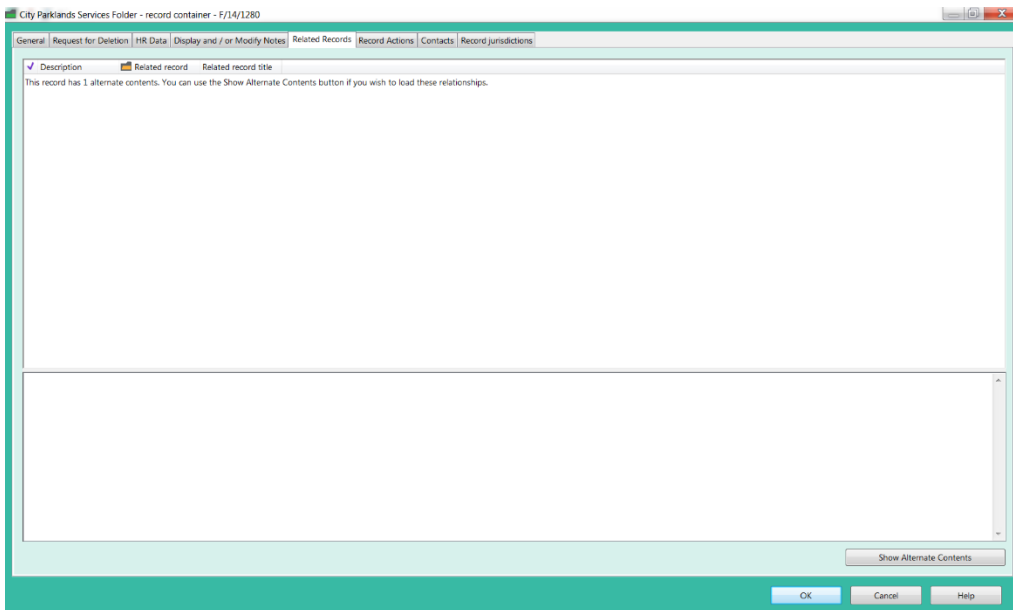 City Parklands Services Folder - record container - F/14/1280
General Request for Deletion HR Data Display and / or Modify Notes Related Records Record Actions Contacts Record jurisdictions
Description Related record Related record title
This record has 1 alternate contents. You can use the Show Alternate Contents button if you wish to load these relationships.
Show Alternate Contents
OK Cancel Help